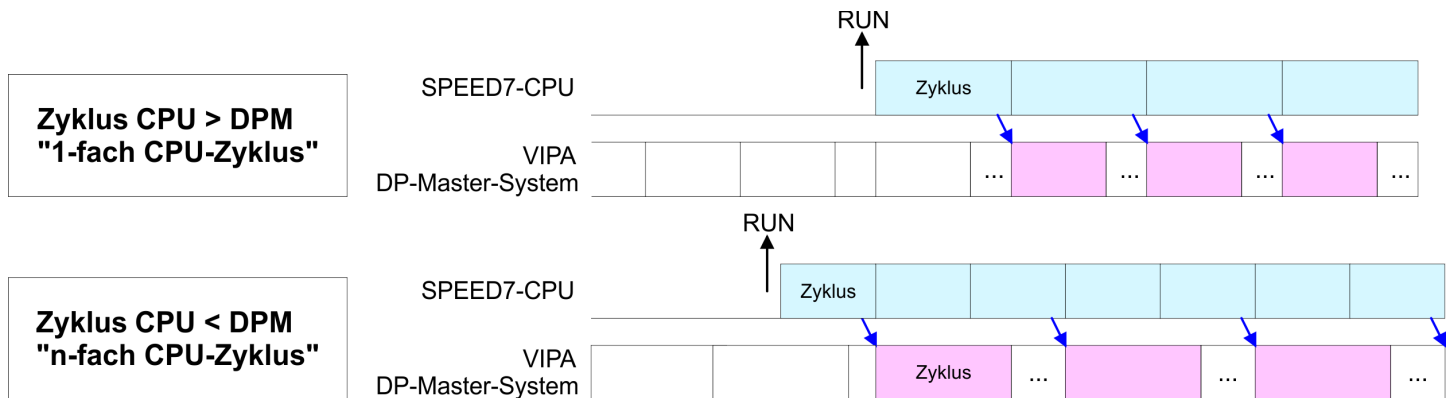 RUN
Zyklus CPU > DPM
"1-fach CPU-Zyklus"
SPEED7-CPU
Zyklus
VIPA
DP-Master-System
... ... ... ...
RUN
Zyklus CPU < DPM
"n-fach CPU-Zyklus"
SPEED7-CPU
Zyklus
VIPA
DP-Master-System
Zyklus ... ... ...